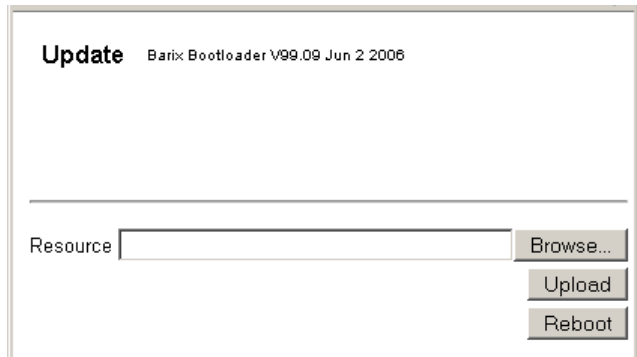 Update Barix Bootloader V99.09 Jun 2 2006
Resource Browse...
Upload
Reboot